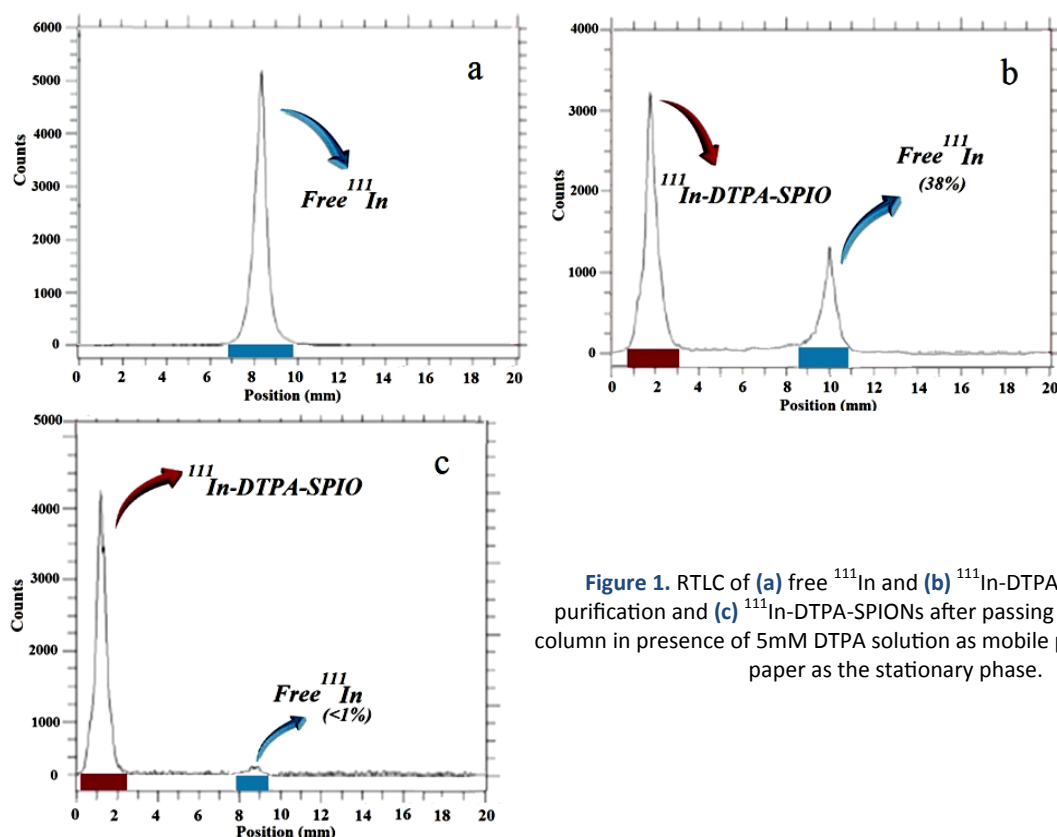 6000
5000
4000
3000
2000
1000
0
Counts
a
Free ¹¹¹In
0 2 4 6 8 10 12 14 16 18 20
Position (mm)
4000
3000
2000
1000
0
Counts
b
¹¹¹In-DTPA-SPIO
Free ¹¹¹In
(38%)
0 2 4 6 8 10 12 14 16 18 20
Position (mm)
5000
4000
3000
2000
1000
0
Counts
c
¹¹¹In-DTPA-SPIO
Free ¹¹¹In
(<1%)
0 2 4 6 8 10 12 14 16 18 20
Position (mm)
Figure 1. RTLC of (a) free ¹¹¹In and (b) ¹¹¹In-DTPA
purification and (c) ¹¹¹In-DTPA-SPIONs after passing
column in presence of 5mM DTPA solution as mobile p
paper as the stationary phase.